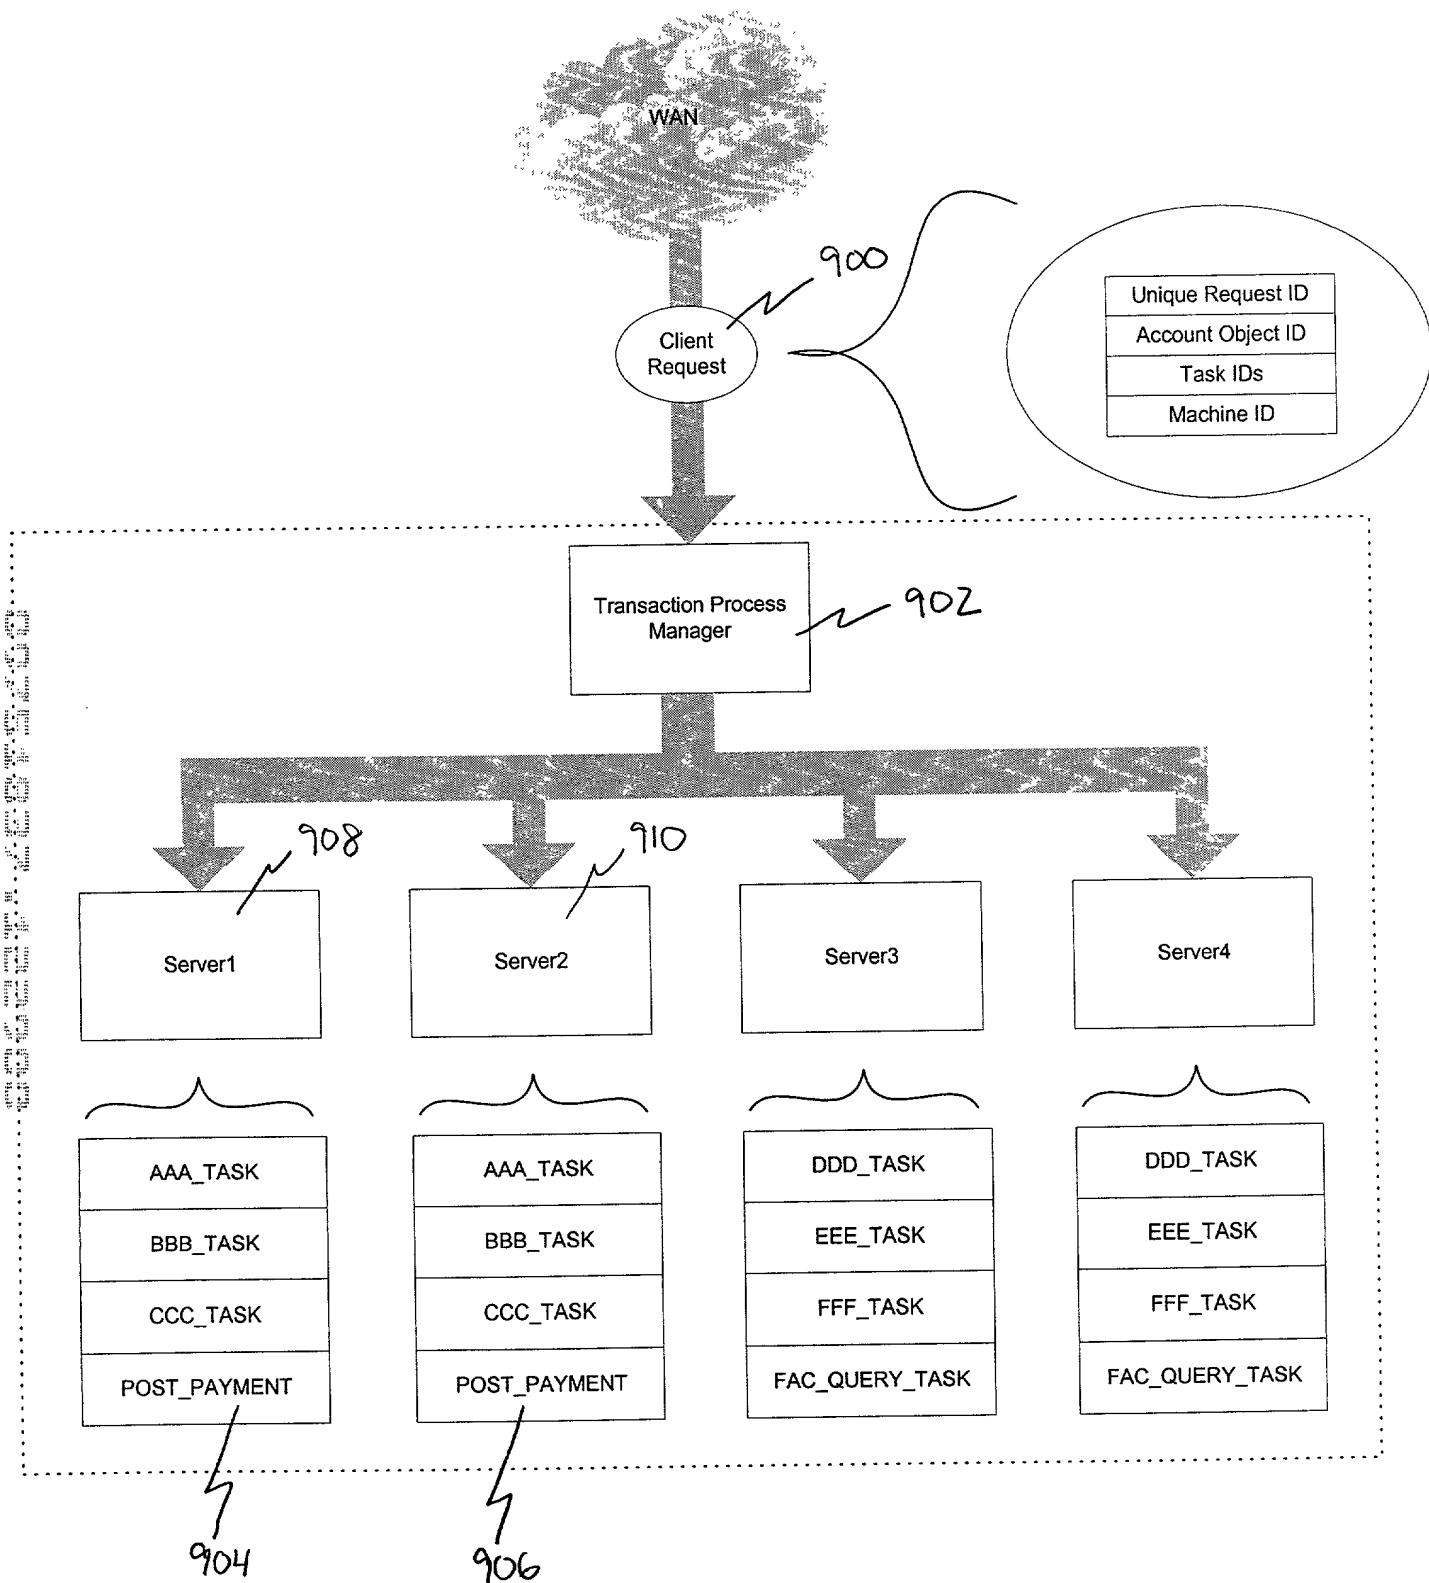 WAN
900
Client
Request
Unique Request ID
Account Object ID
Task IDs
Machine ID
Transaction Process
Manager
902
908
910
Server1
Server2
Server3
Server4
AAA_TASK
BBB_TASK
CCC_TASK
POST_PAYMENT
AAA_TASK
BBB_TASK
CCC_TASK
POST_PAYMENT
DDD_TASK
EEE_TASK
FFF_TASK
FAC_QUERY_TASK
DDD_TASK
EEE_TASK
FFF_TASK
FAC_QUERY_TASK
904
906